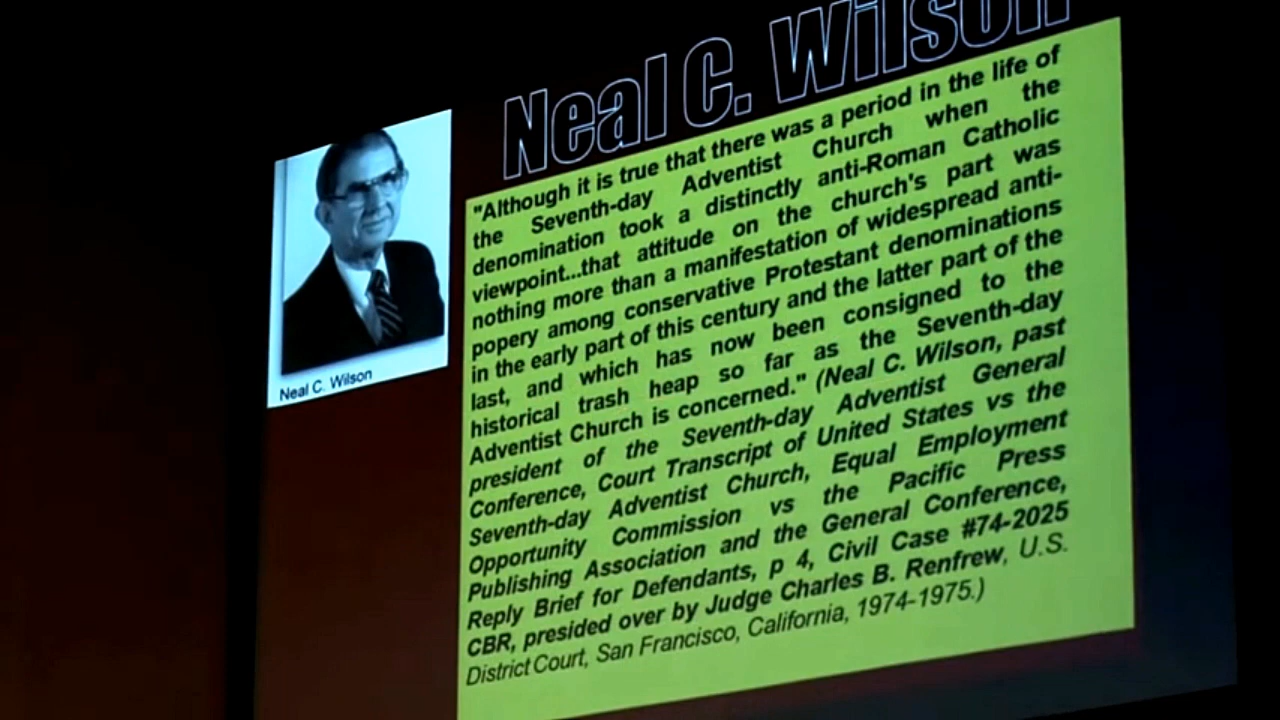 Neal C. Wilson
"Although it is true that there was a period in the life of
the Seventh-day Adventist Church when the
denomination took a distinctly anti-Roman Catholic
viewpoint...that attitude on the church's part was
nothing more than a manifestation of widespread anti-
popery among conservative Protestant denominations
in the early part of this century and the latter part of the
last, and which has now been consigned to the
historical trash heap so far as the Seventh-day
Adventist Church is concerned." (Neal C. Wilson, past
president of the Seventh-day Adventist General
Conference, Court Transcript of United States vs the
Seventh-day Adventist Church, Equal Employment
Opportunity Commission vs the Pacific Press
Publishing Association and the General Conference,
Reply Brief for Defendants, p 4, Civil Case #74-2025
CBR, presided over by Judge Charles B. Renfrew, U.S.
District Court, San Francisco, California, 1974-1975.)
Neal C. Wilson